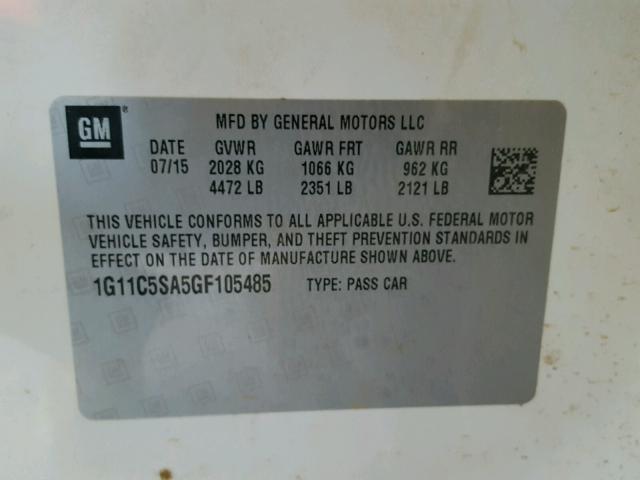 GM ® MFD BY GENERAL MOTORS LLC
DATE GVWR GAWR FRT GAWR RR
07/15 2028 KG 1066 KG 962 KG
4472 LB 2351 LB 2121 LB
THIS VEHICLE CONFORMS TO ALL APPLICABLE U.S. FEDERAL MOTOR
VEHICLE SAFETY, BUMPER, AND THEFT PREVENTION STANDARDS IN
EFFECT ON THE DATE OF MANUFACTURE SHOWN ABOVE.
1G11C5SA5GF105485 TYPE: PASS CAR